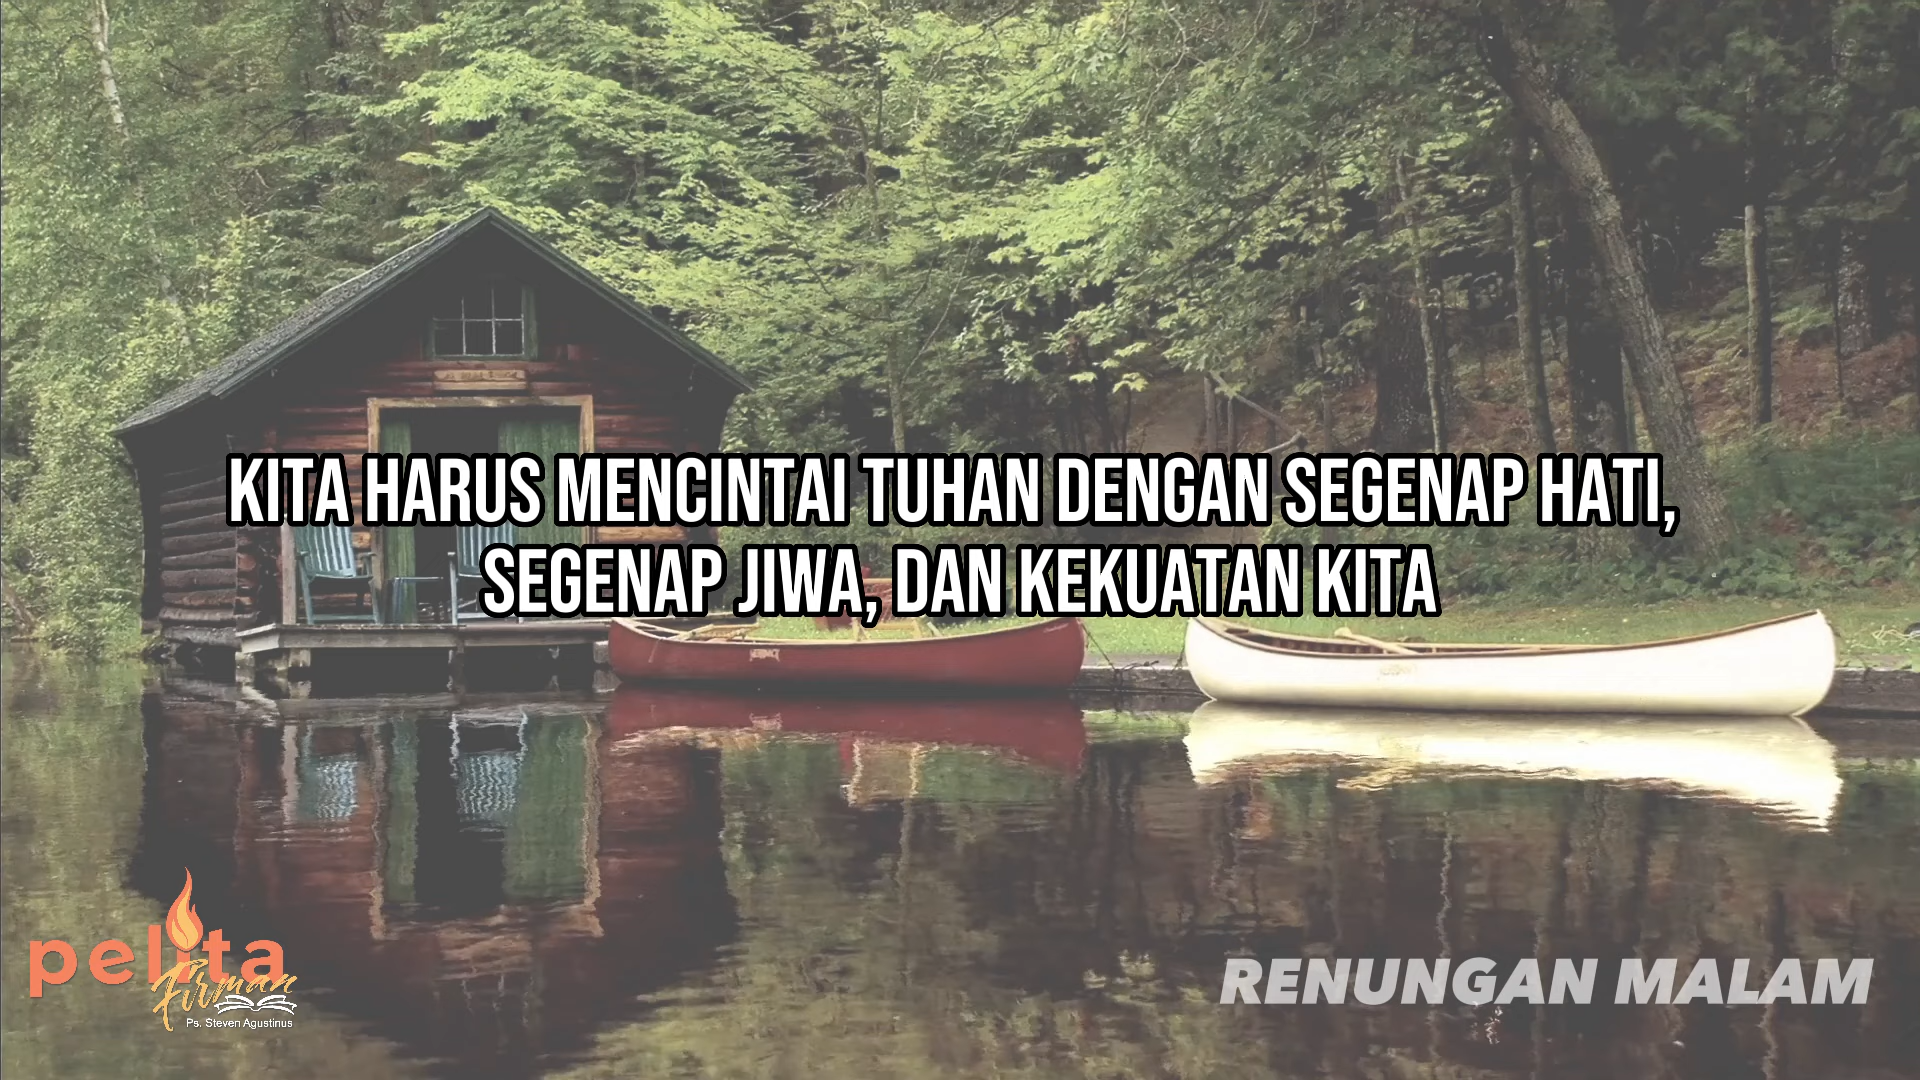 KITA HARUS MENCINTAI TUHAN DENGAN SEGENAP HATI,
SEGENAP JIWA, DAN KEKUATAN KITA
pelita
Firman
Ps. Steven Agustinus
RENUNGAN MALAM